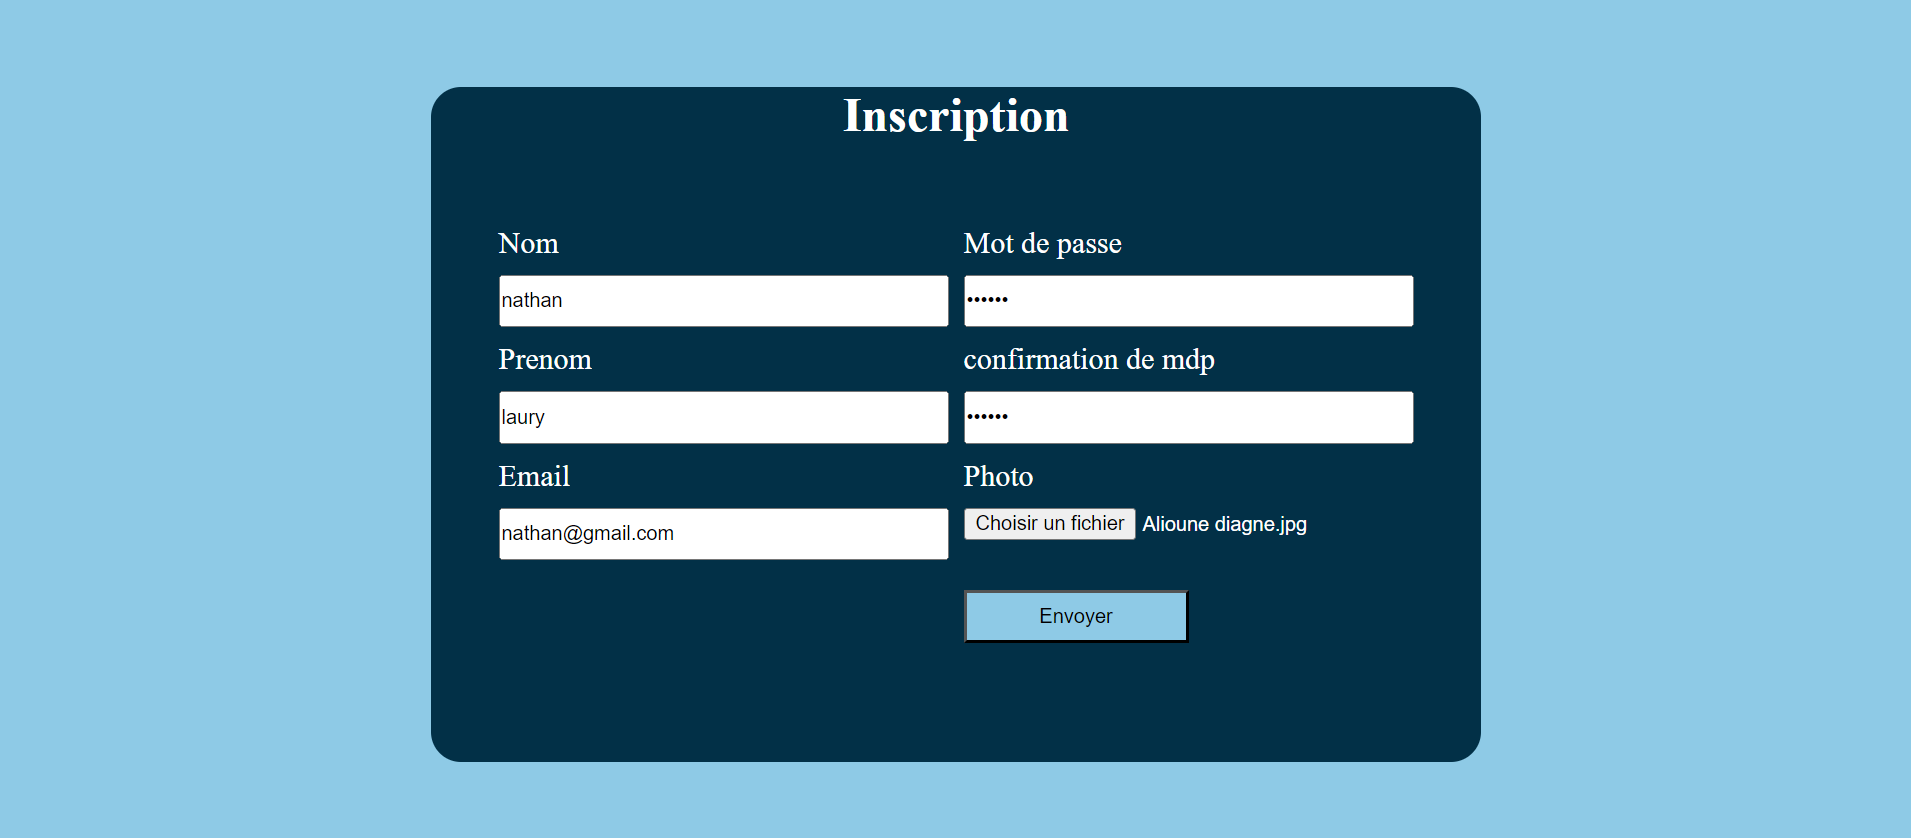 Inscription
Nom
nathan
Prenom
laury
Email
nathan@gmail.com
Mot de passe
••••••
confirmation de mdp
••••••
Photo
Choisir un fichier Alioune diagne.jpg
Envoyer